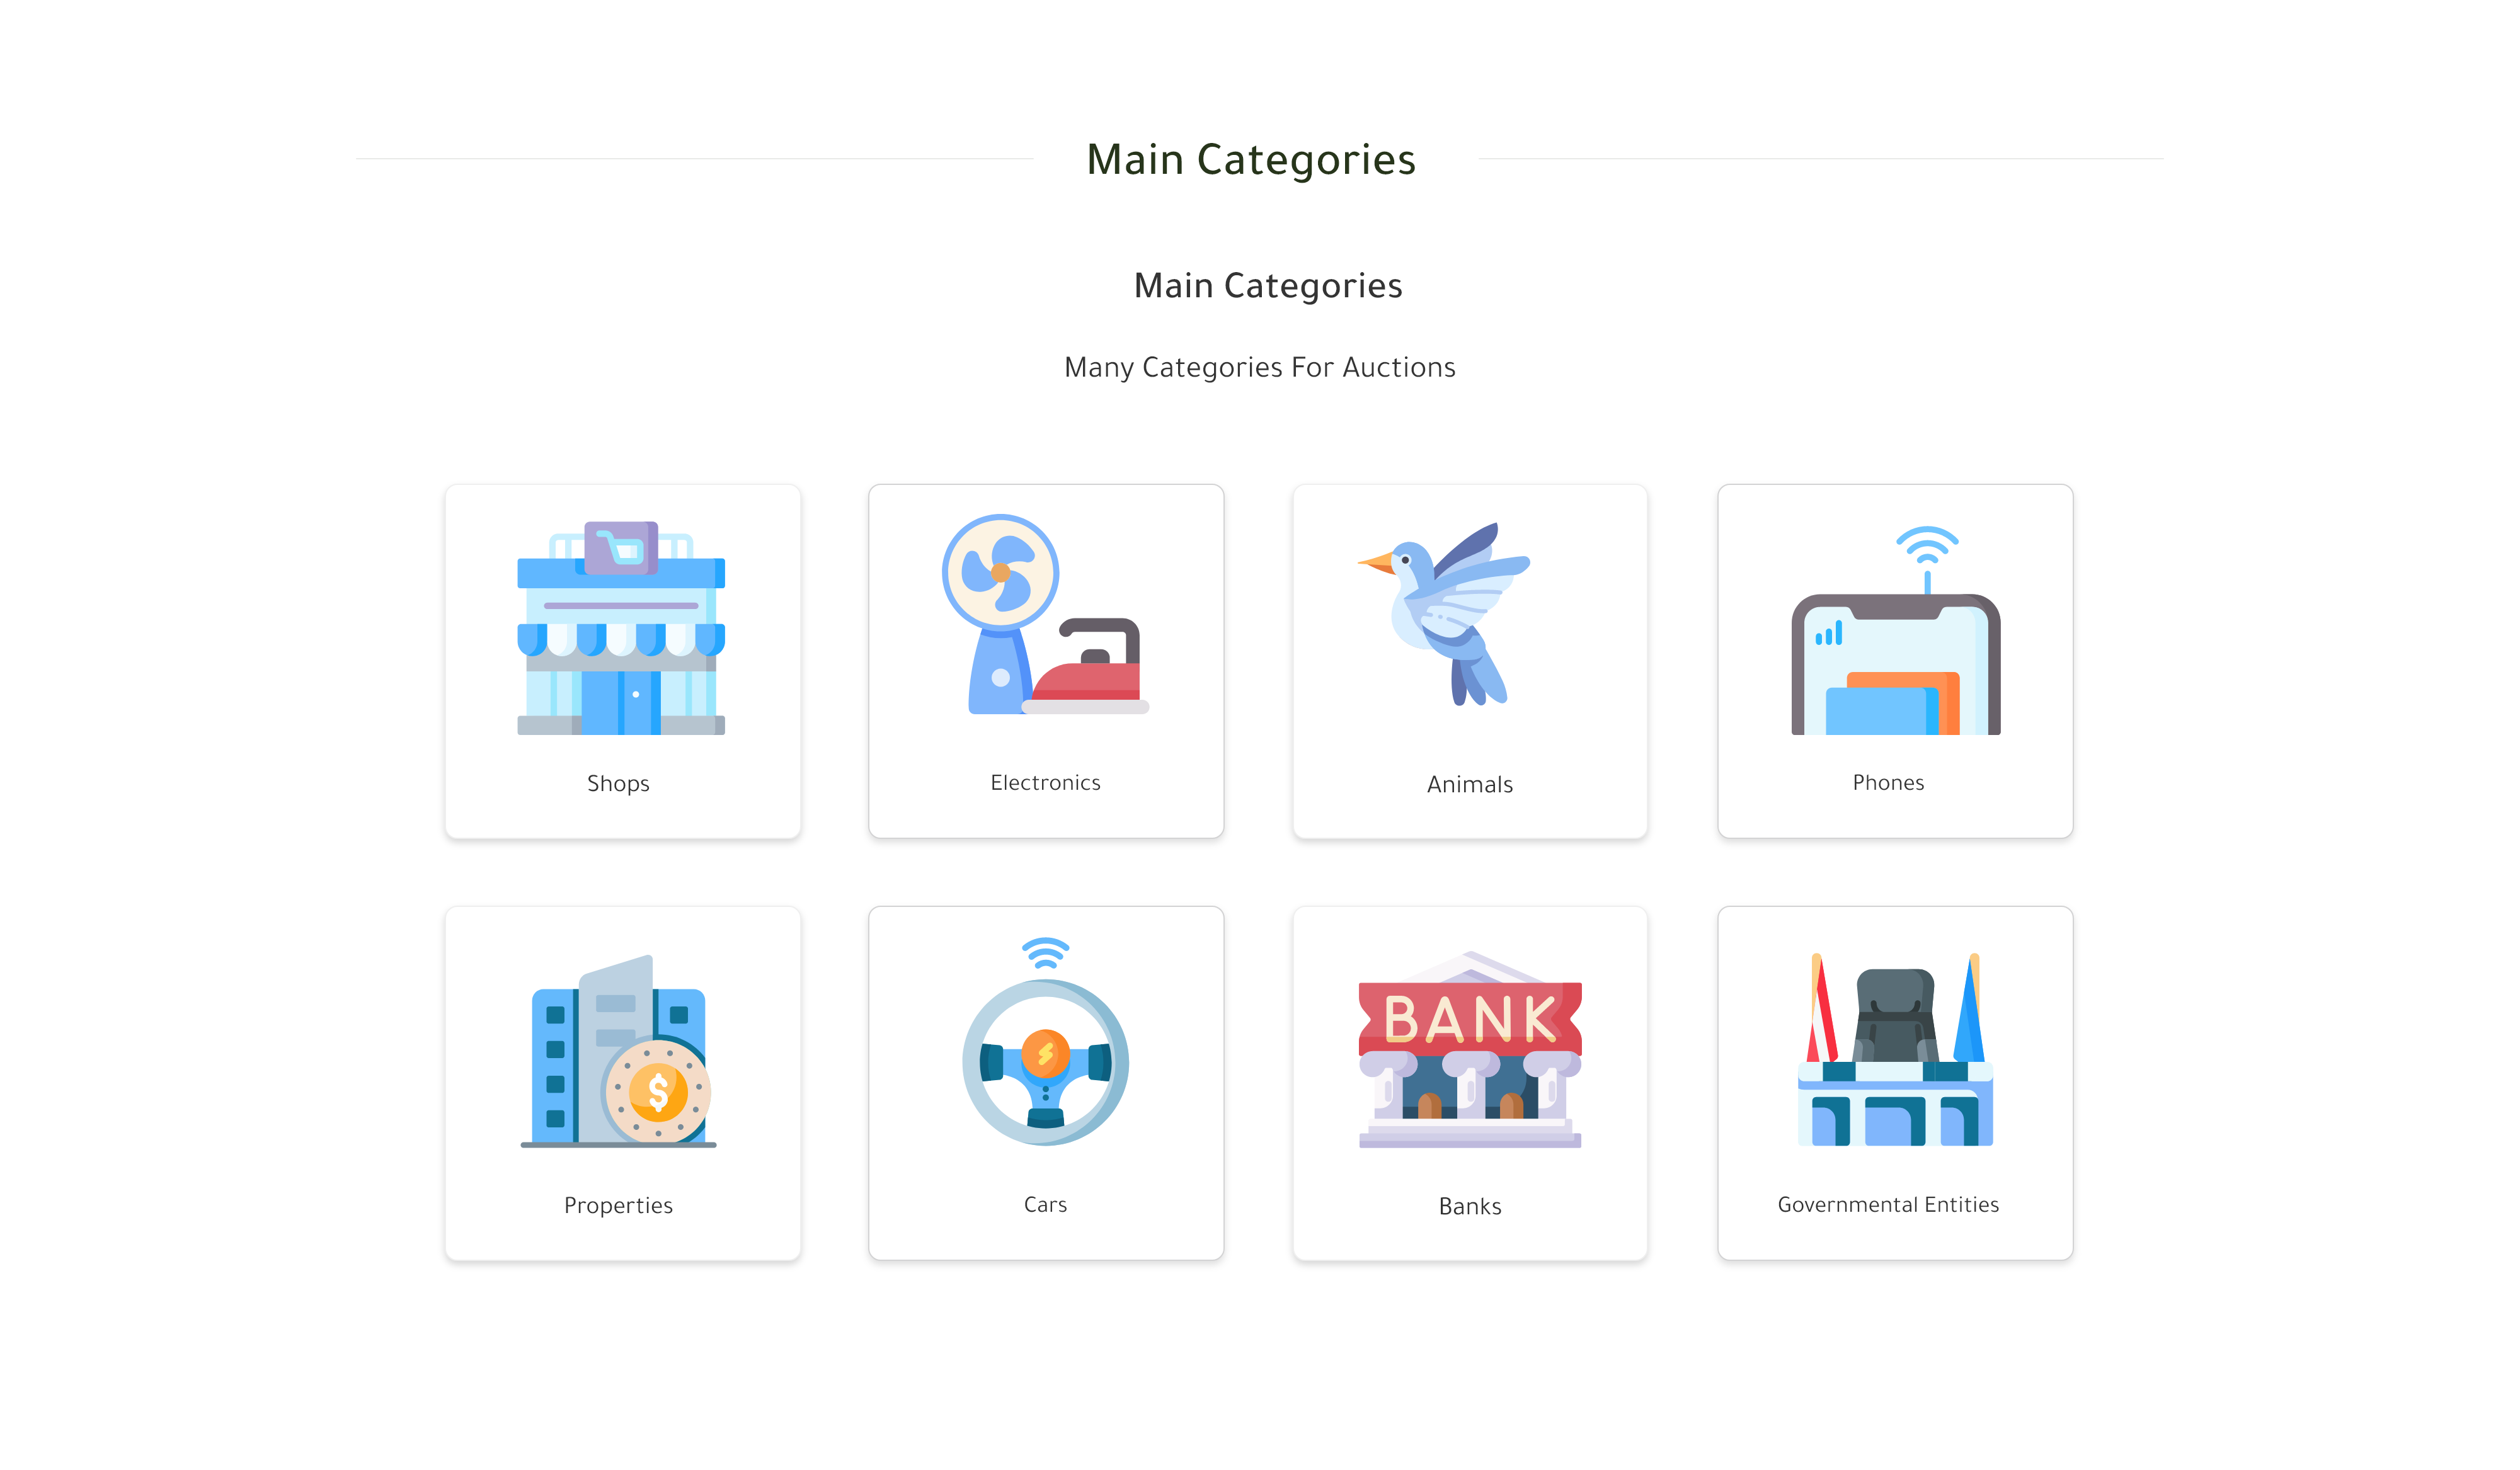 Main Categories
Main Categories
Many Categories For Auctions
Shops
Electronics
Animals
Phones
$
BANK
Properties
Cars
Banks
Governmental Entities